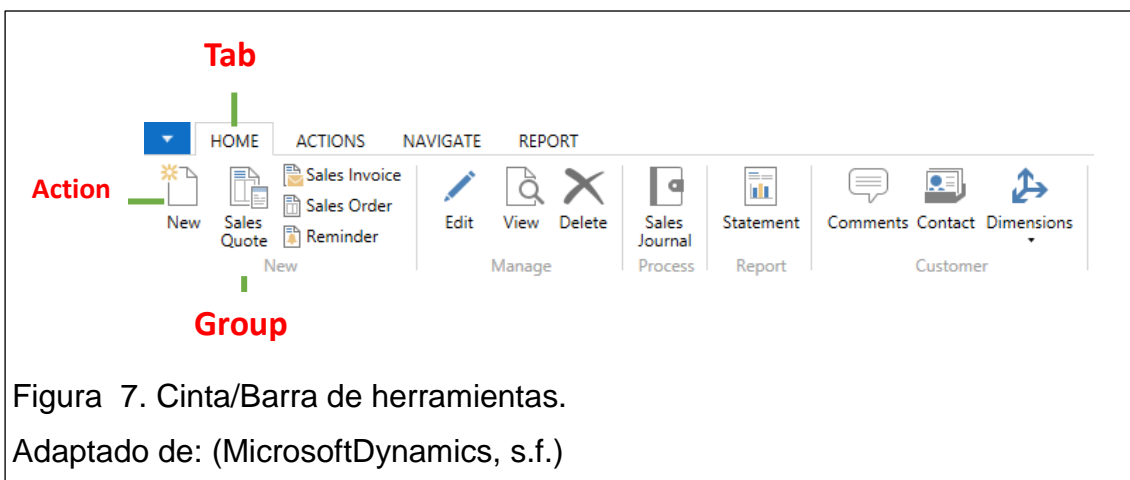 Tab
HOME ACTIONS NAVIGATE REPORT
Action
New
Sales Quote
Sales Invoice
Sales Order
Reminder
Edit
View
Delete
Sales Journal
Statement
Comments
Contact
Dimensions
New Manage Process Report Customer
Group
Figura 7. Cinta/Barra de herramientas.
Adaptado de: (MicrosoftDynamics, s.f.)